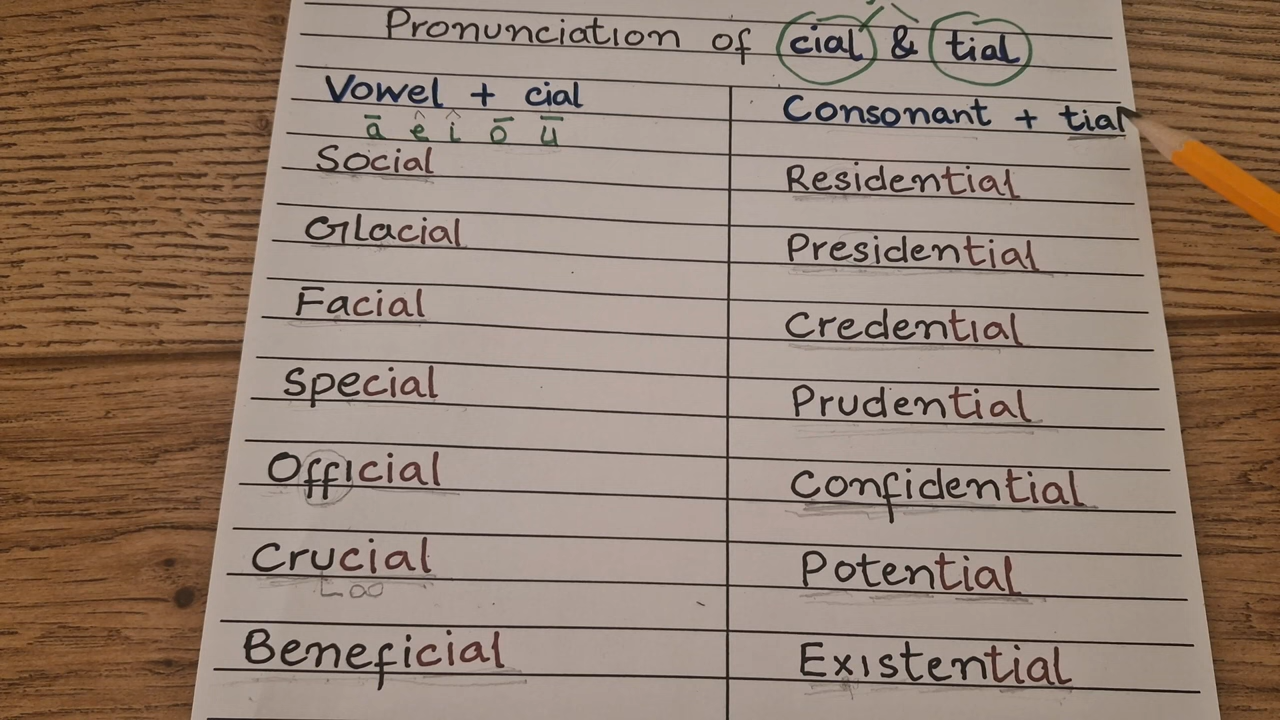 Pronunciation of cial & tial
Vowel + cial
ā ê î ō ū
Social
Glacial
Facial
Special
Official
Crucial
oo
Beneficial
Consonant + tial
Residential
Presidential
Credential
Prudential
Confidential
Potential
Existential